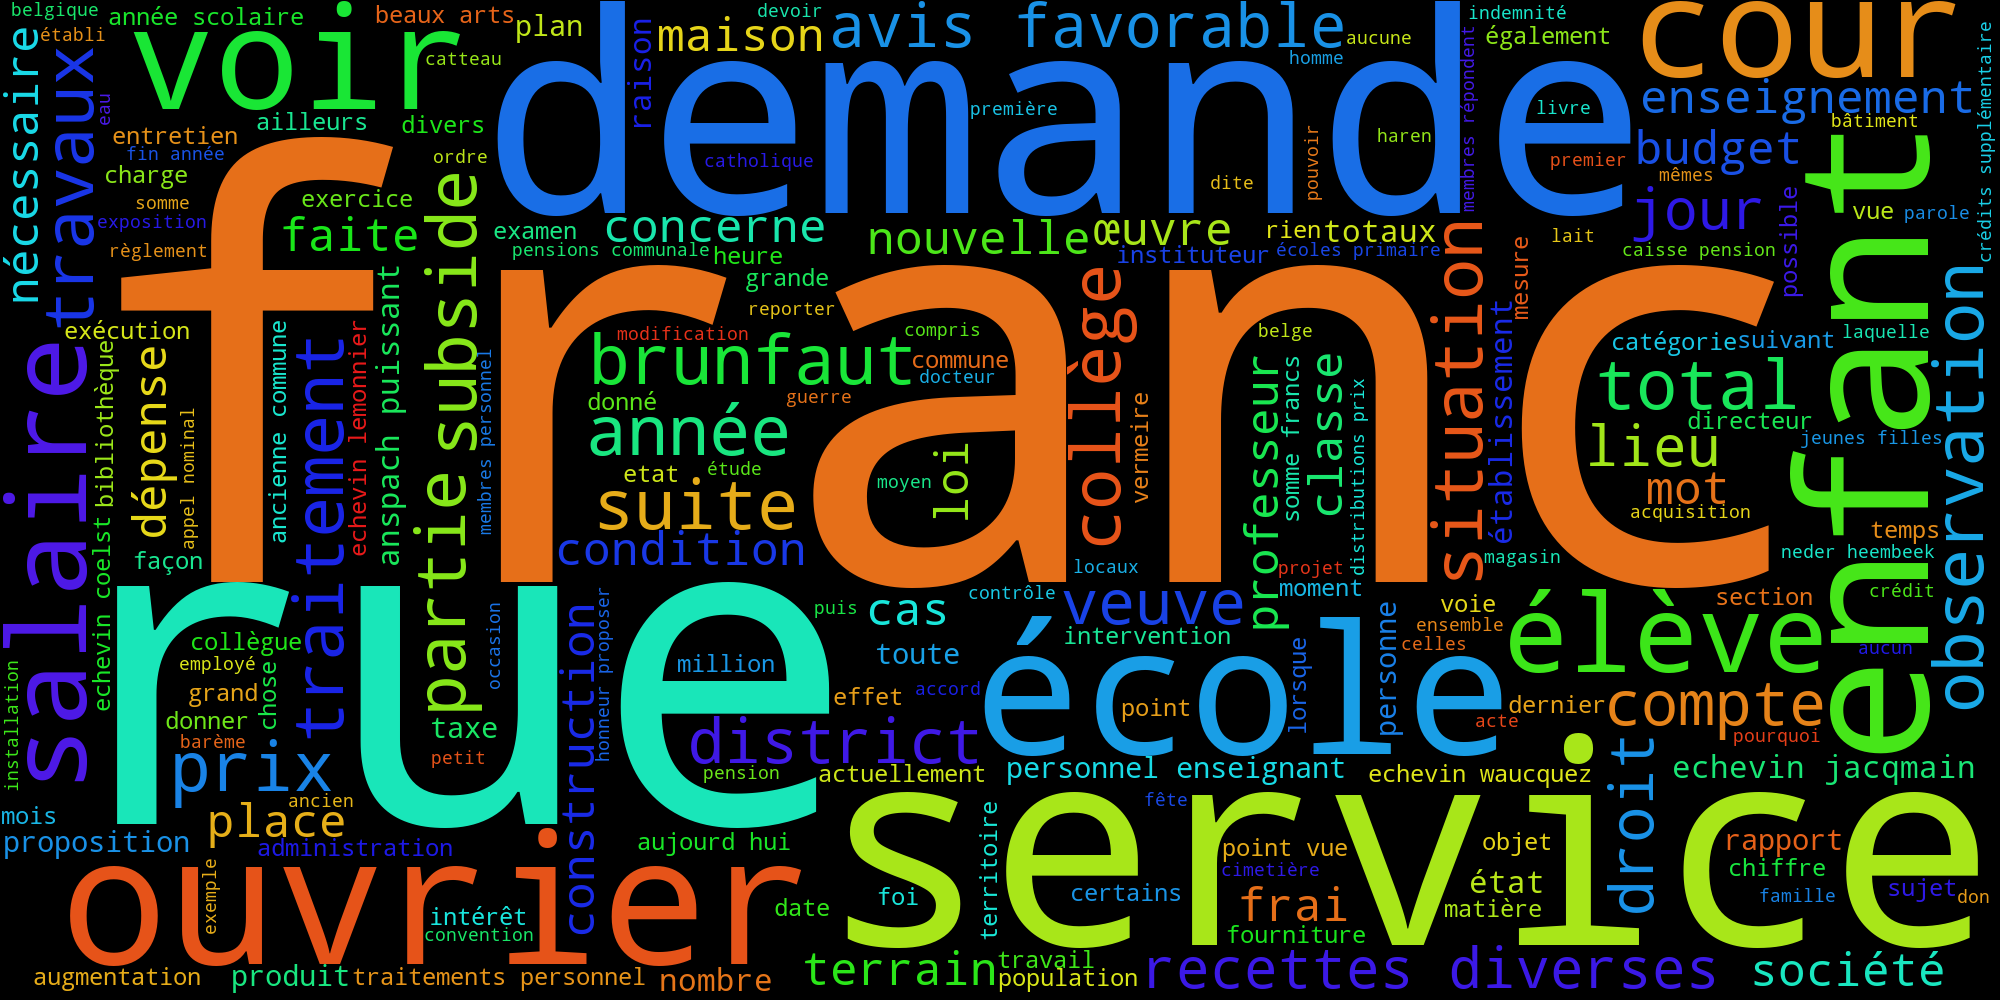 belgique
année scolaire
beaux arts
plan
devoir
avis favorable
indemnité
cour
établi
voir
catteau
raison
maison
demande
aucune
homme
également
membres répondent
crédits supplémentaire
nécessaire
travaux
eau
entretien
ailleurs
divers
première
livre
enseignement
bâtiment
fin année
charge
ordre
catholique
haren
premier
budget
mêmes
somme
exposition
exercice
dite
pouvoir
jour
possible
vue
parole
règlement
faite
subside
examen
concerne
pensions communale
heure
nouvelle
œuvre
instituteur
rien
totaux
écoles primaire
lait
caisse pension
enfant
franc
grande
reporter
exécution
modification
brunfaut
compris
commune
docteur
collège
belge
situation
mesure
catégorie
suivant
laquelle
observation
salaire
dépense
bibliothèque
ancienne commune
traitement
echevin lemonnier
anspach puissant
membres personnel
donné
guerre
année
vermeire
professeur
somme francs
classe
distributions prix
établissement
total
directeur
lieu
jeunes filles
appel nominal
partie
etat
étude
suite
moyen
loi
mot
acquisition
temps
façon
condition
locaux
projet
moment
magasin
neder heembeek
echevin coelst
rue
occasion
construction
honneur proposer
puis
cas
contrôle
veuve
intervention
voie
ensemble
celles
section
crédit
élève
aucun
collègue
employé
grand
chose
donner
barème
million
toute
effet
accord
école
point
lorsque
personne
dernier
acte
compte
pourquoi
installation
prix
taxe
petit
district
pension
actuellement
personnel enseignant
echevin waucquez
echevin jacqmain
droit
mois
ancien
place
proposition
administration
aujourd hui
service
fête
territoire
point vue
cimetière
objet
rapport
chiffre
ouvrier
exemple
intérêt
convention
date
foi
certains
frai
fourniture
état
matière
famille
sujet
don
augmentation
produit
traitements personnel
nombre
terrain
travail
population
recettes diverses
société